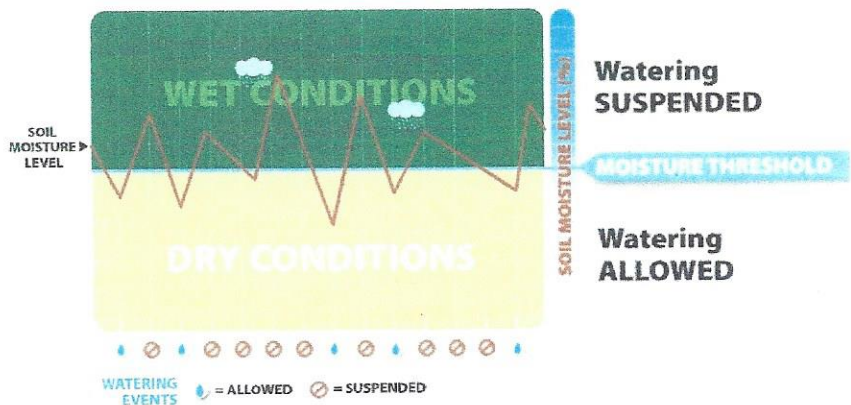 WET CONDITIONS
SOIL
MOISTURE
LEVEL
DRY CONDITIONS
SOIL MOISTURE LEVEL (%)
Watering
SUSPENDED
MOISTURE THRESHOLD
Watering
ALLOWED
WATERING
EVENTS
= ALLOWED
= SUSPENDED